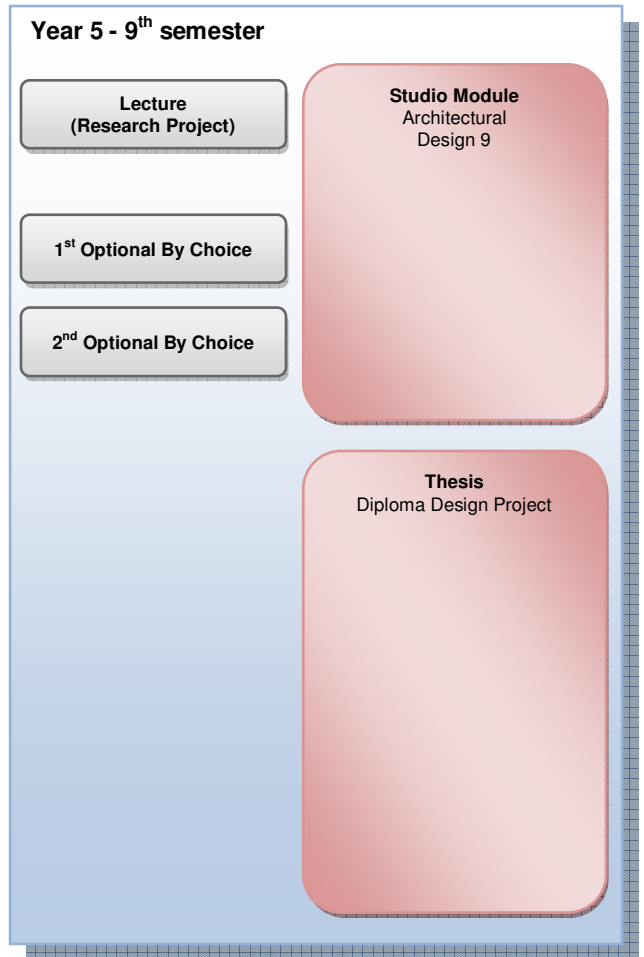 Year 5 - 9th semester
Lecture
(Research Project)
1st Optional By Choice
2nd Optional By Choice
Studio Module
Architectural
Design 9
Thesis
Diploma Design Project